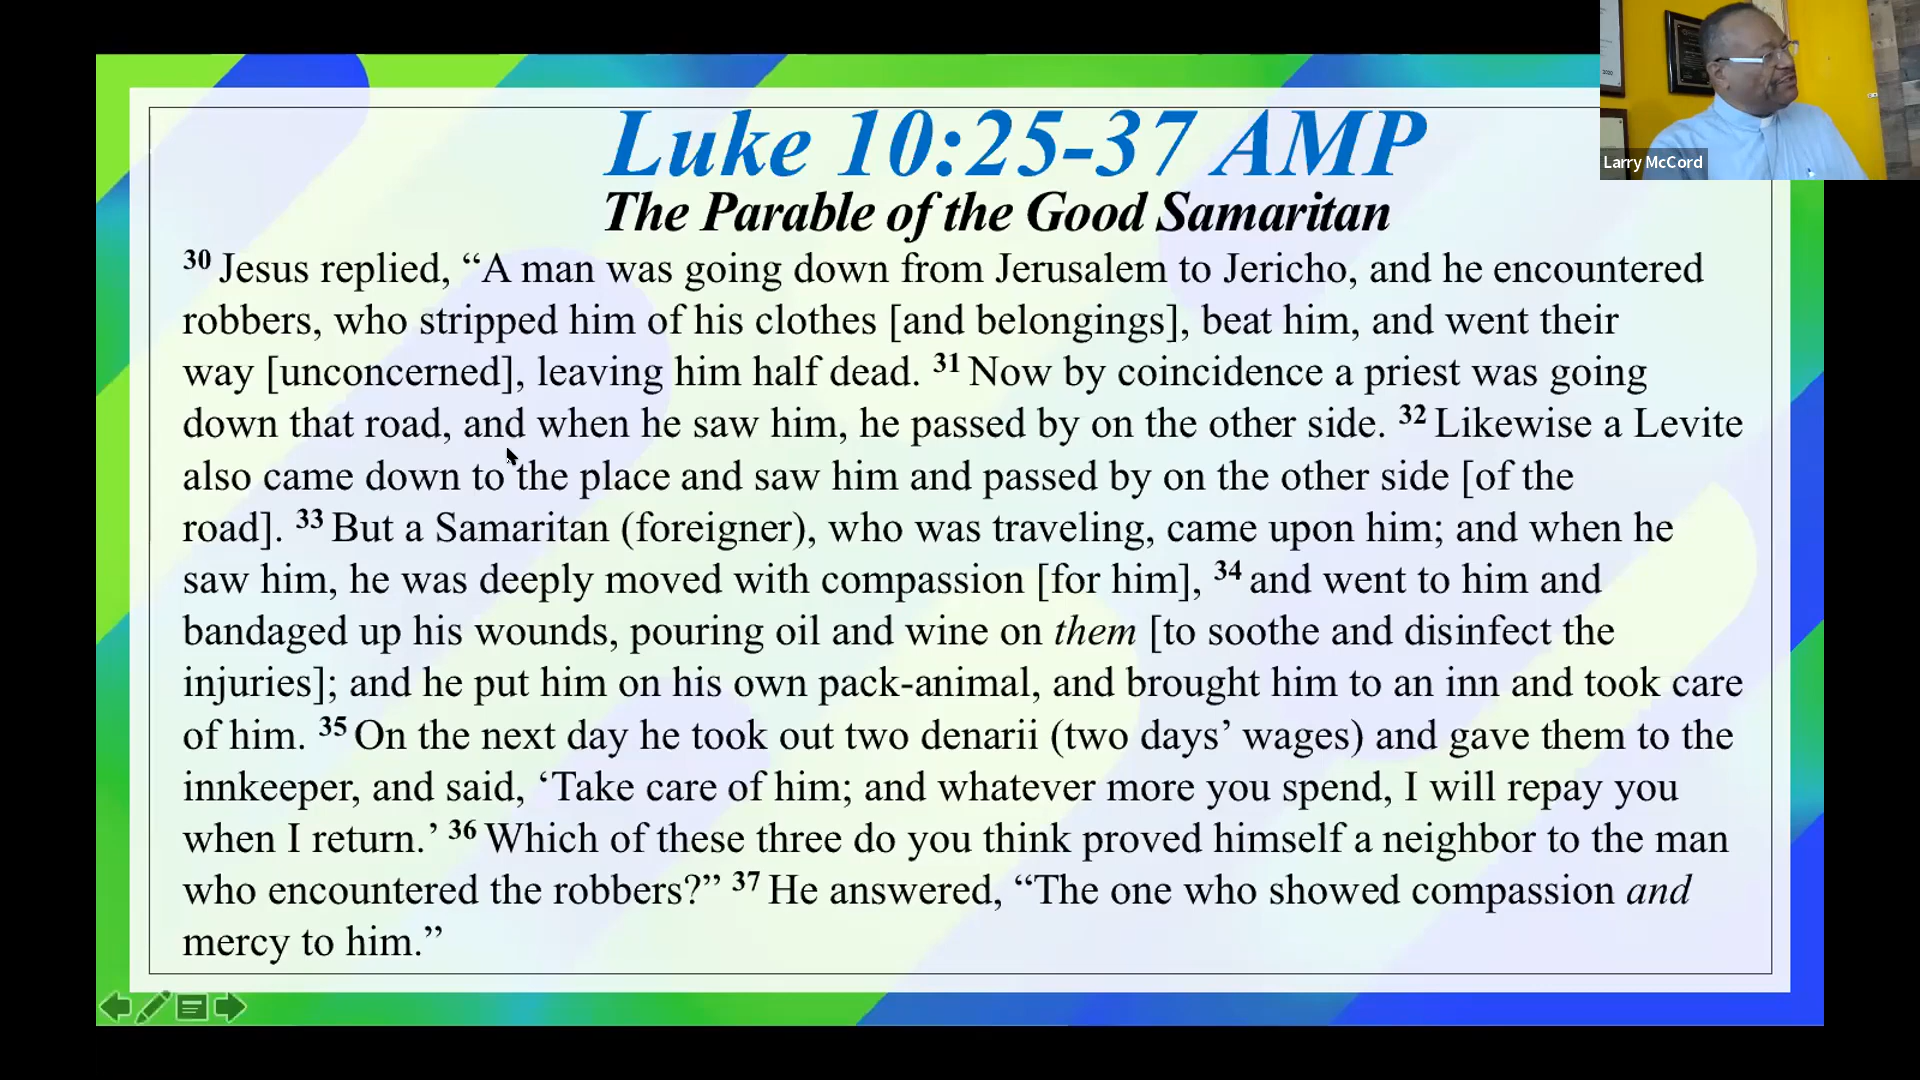 Luke 10:25-37 AMP
The Parable of the Good Samaritan
30 Jesus replied, “A man was going down from Jerusalem to Jericho, and he encountered
robbers, who stripped him of his clothes [and belongings], beat him, and went their
way [unconcerned], leaving him half dead. 31 Now by coincidence a priest was going
down that road, and when he saw him, he passed by on the other side. 32 Likewise a Levite
also came down to the place and saw him and passed by on the other side [of the
road]. 33 But a Samaritan (foreigner), who was traveling, came upon him; and when he
saw him, he was deeply moved with compassion [for him], 34 and went to him and
bandaged up his wounds, pouring oil and wine on them [to soothe and disinfect the
injuries]; and he put him on his own pack-animal, and brought him to an inn and took care
of him. 35 On the next day he took out two denarii (two days’ wages) and gave them to the
innkeeper, and said, ‘Take care of him; and whatever more you spend, I will repay you
when I return.’ 36 Which of these three do you think proved himself a neighbor to the man
who encountered the robbers?” 37 He answered, “The one who showed compassion and
mercy to him.”
Larry McCord